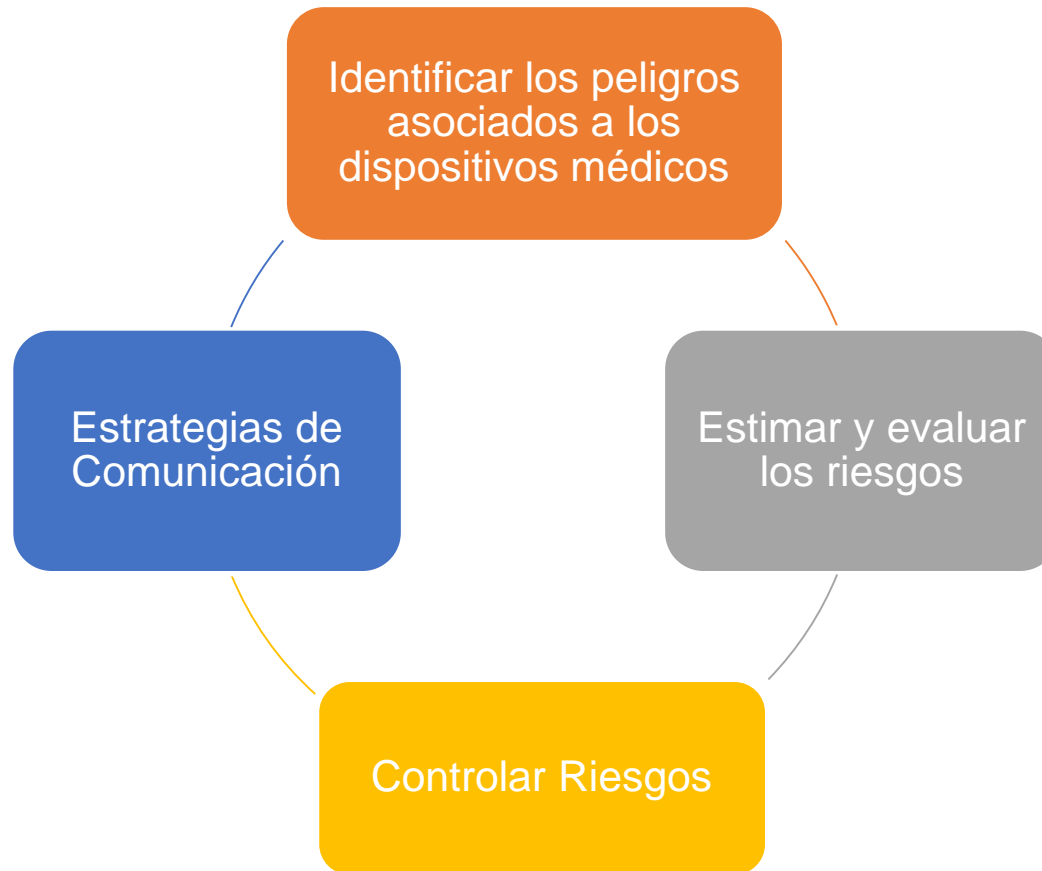 Identificar los peligros
asociados a los
dispositivos médicos
Estimar y evaluar
los riesgos
Controlar Riesgos
Estrategias de
Comunicación